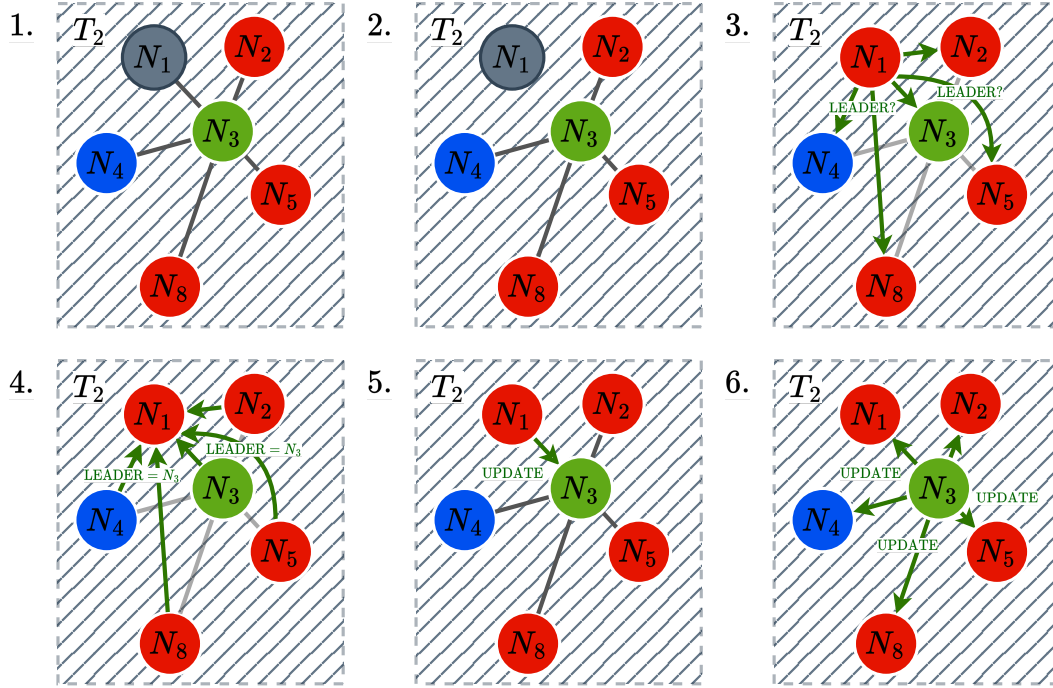 1.
T₂
N₁
N₂
N₃
N₄
N₅
N₈
2.
T₂
N₁
N₂
N₃
N₄
N₅
N₈
3.
T₂
N₁
N₂
LEADER?
LEADER?
N₃
N₄
N₅
N₈
4.
T₂
N₁
N₂
LEADER = N₃
LEADER = N₃
N₃
N₄
N₅
N₈
5.
T₂
N₁
N₂
UPDATE
N₃
N₄
N₅
N₈
6.
T₂
N₁
N₂
UPDATE
N₃
UPDATE
N₄
UPDATE
N₅
N₈